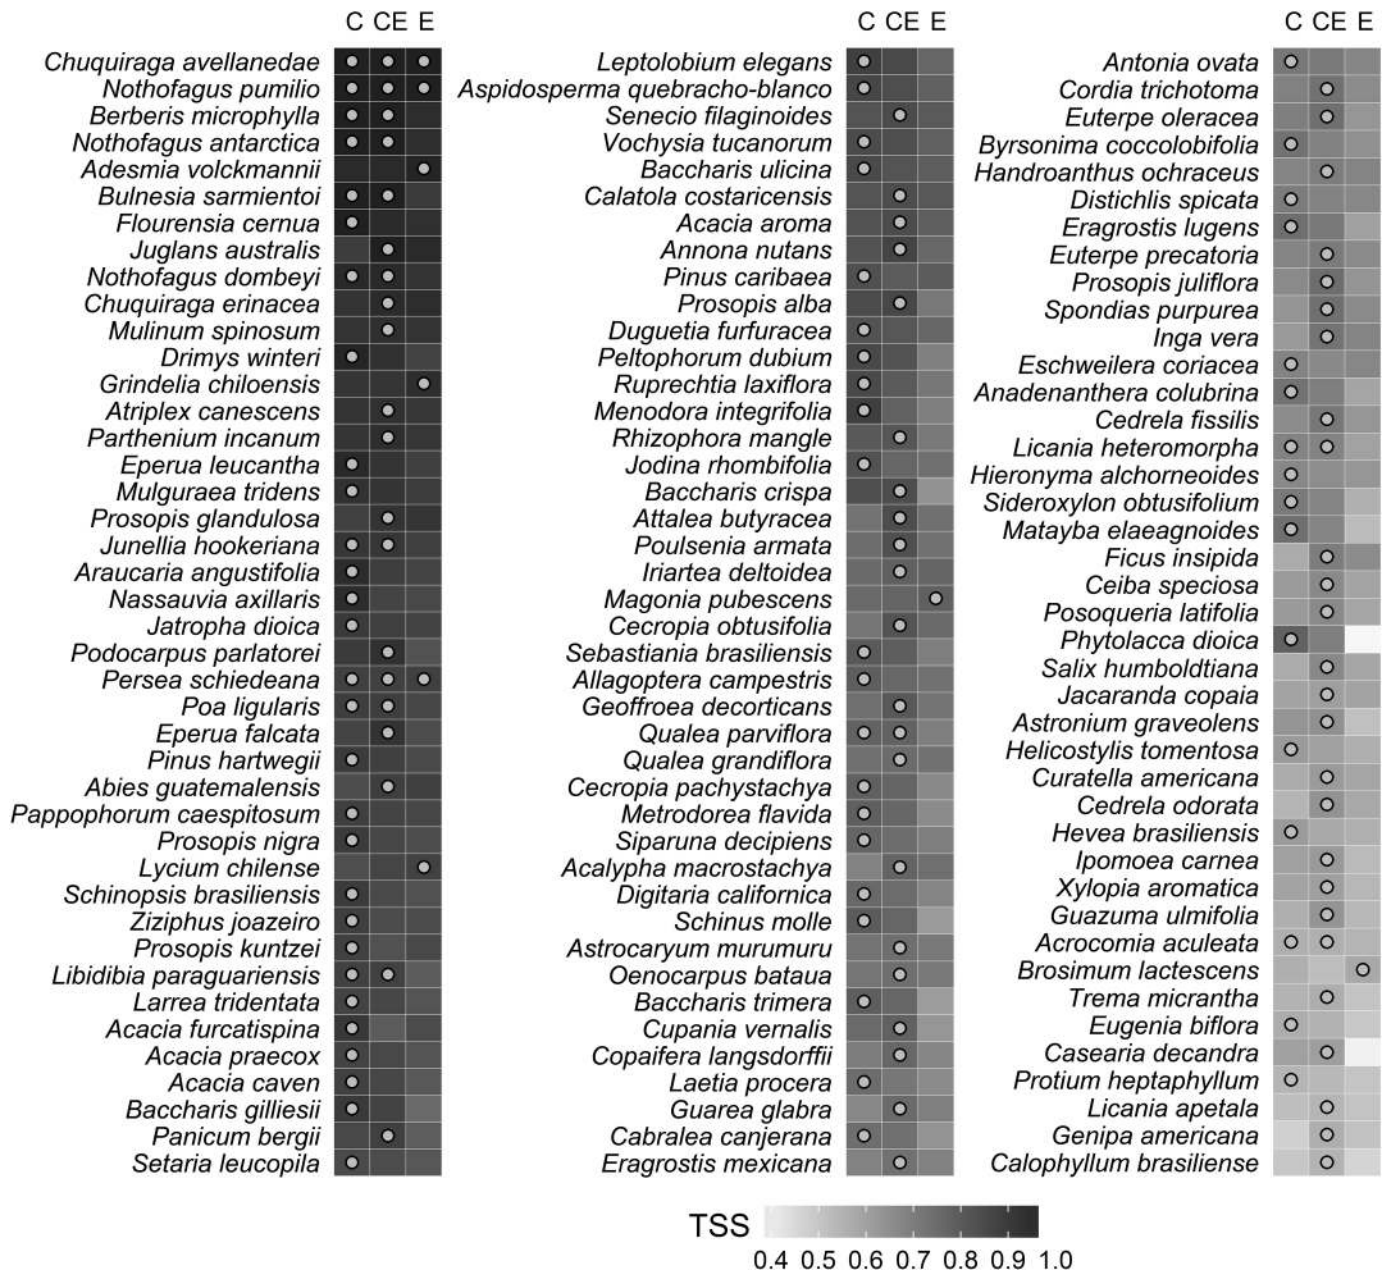 C CE E
Chuquiraga avellanedae
Nothofagus pumilio
Berberis microphylla
Nothofagus antarctica
Adesmia volckmannii
Bulnesia sarmientoi
Flourensia cernua
Juglans australis
Nothofagus dombeyi
Chuquiraga erinacea
Mulinum spinosum
Drimys winteri
Grindelia chiloensis
Atriplex canescens
Parthenium incanum
Eperua leucantha
Mulguraea tridens
Prosopis glandulosa
Junellia hookeriana
Araucaria angustifolia
Nassauvia axillaris
Jatropha dioica
Podocarpus parlatorei
Persea schiedeana
Poa ligularis
Eperua falcata
Pinus hartwegii
Abies guatemalensis
Pappophorum caespitosum
Prosopis nigra
Lycium chilense
Schinopsis brasiliensis
Ziziphus joazeiro
Prosopis kuntzei
Libidibia paraguariensis
Larrea tridentata
Acacia furcatispina
Acacia praecox
Acacia caven
Baccharis gilliesii
Panicum bergii
Setaria leucopila
C CE E
Leptolobium elegans
Aspidosperma quebracho-blanco
Senecio filaginoides
Vochysia tucanorum
Baccharis ulicina
Calatola costaricensis
Acacia aroma
Annona nutans
Pinus caribaea
Prosopis alba
Duguetia furfuracea
Peltophorum dubium
Ruprechtia laxiflora
Menodora integrifolia
Rhizophora mangle
Jodina rhombifolia
Baccharis crispa
Attalea butyracea
Poulsenia armata
Iriartea deltoidea
Magonia pubescens
Cecropia obtusifolia
Sebastiania brasiliensis
Allagoptera campestris
Geoffroea decorticans
Qualea parviflora
Qualea grandiflora
Cecropia pachystachya
Metrodorea flavida
Siparuna decipiens
Acalypha macrostachya
Digitaria californica
Schinus molle
Astrocaryum murumuru
Oenocarpus bataua
Baccharis trimera
Cupania vernalis
Copaifera langsdorffii
Laetia procera
Guarea glabra
Cabralea canjerana
Eragrostis mexicana
C CE E
Antonia ovata
Cordia trichotoma
Euterpe oleracea
Byrsonima coccolobifolia
Handroanthus ochraceus
Distichlis spicata
Eragrostis lugens
Euterpe precatoria
Prosopis juliflora
Spondias purpurea
Inga vera
Eschweilera coriacea
Anadenanthera colubrina
Cedrela fissilis
Licania heteromorpha
Hieronyma alchorneoides
Sideroxylon obtusifolium
Matayba elaeagnoides
Ficus insipida
Ceiba speciosa
Posoqueria latifolia
Phytolacca dioica
Salix humboldtiana
Jacaranda copaia
Astronium graveolens
Helicostylis tomentosa
Curatella americana
Cedrela odorata
Hevea brasiliensis
Ipomoea carnea
Xylopia aromatica
Guazuma ulmifolia
Acrocomia aculeata
Brosimum lactescens
Trema micrantha
Eugenia biflora
Casearia decandra
Protium heptaphyllum
Licania apetala
Genipa americana
Calophyllum brasiliense
TSS
0.4 0.5 0.6 0.7 0.8 0.9 1.0